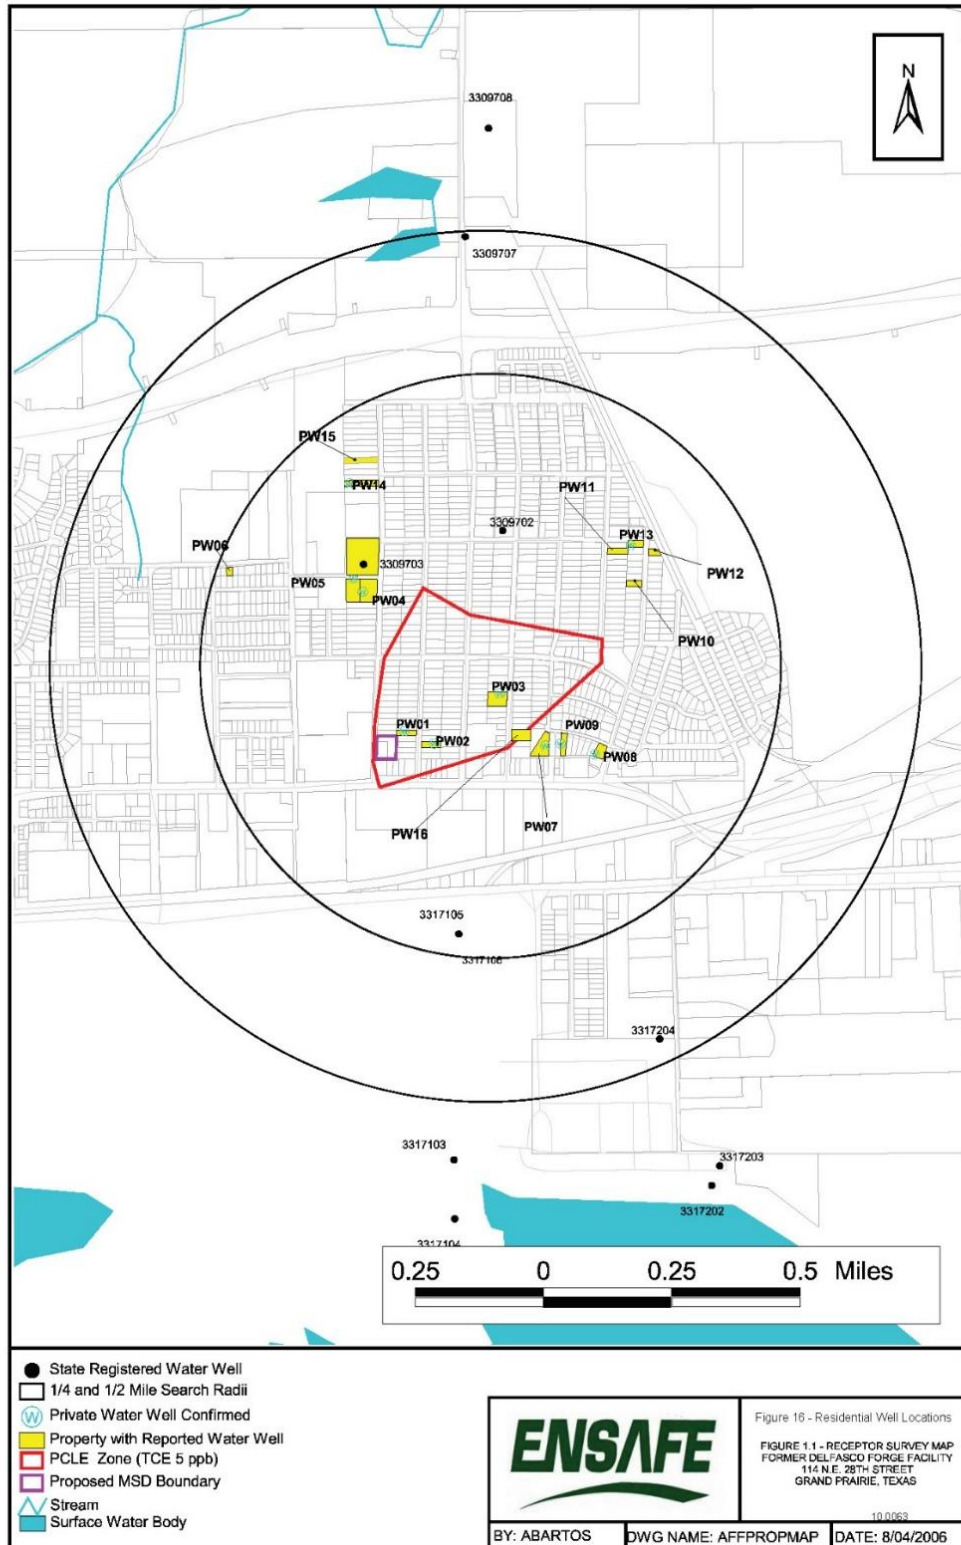 N
3309708
3309707
PW15
PW14
PW11
3309702
PW13
PW06
PW12
PW05
3309703
PW04
PW10
PW03
PW01
PW09
PW02
PW08
PW16
PW07
3317105
3317106
3317204
3317103
3317203
3317202
3317104
0.25 0 0.25 0.5 Miles
State Registered Water Well
1/4 and 1/2 Mile Search Radii
W Private Water Well Confirmed
Property with Reported Water Well
PCLE Zone (TCE 5 ppb)
Proposed MSD Boundary
Stream
Surface Water Body
ENSAFE
Figure 16 - Residential Well Locations
FIGURE 1.1 - RECEPTOR SURVEY MAP
FORMER DELFASCO FORGE FACILITY
114 N.E. 28TH STREET
GRAND PRAIRIE, TEXAS
10.0063
BY: ABARTOS
DWG NAME: AFFPROPMAP
DATE: 8/04/2006